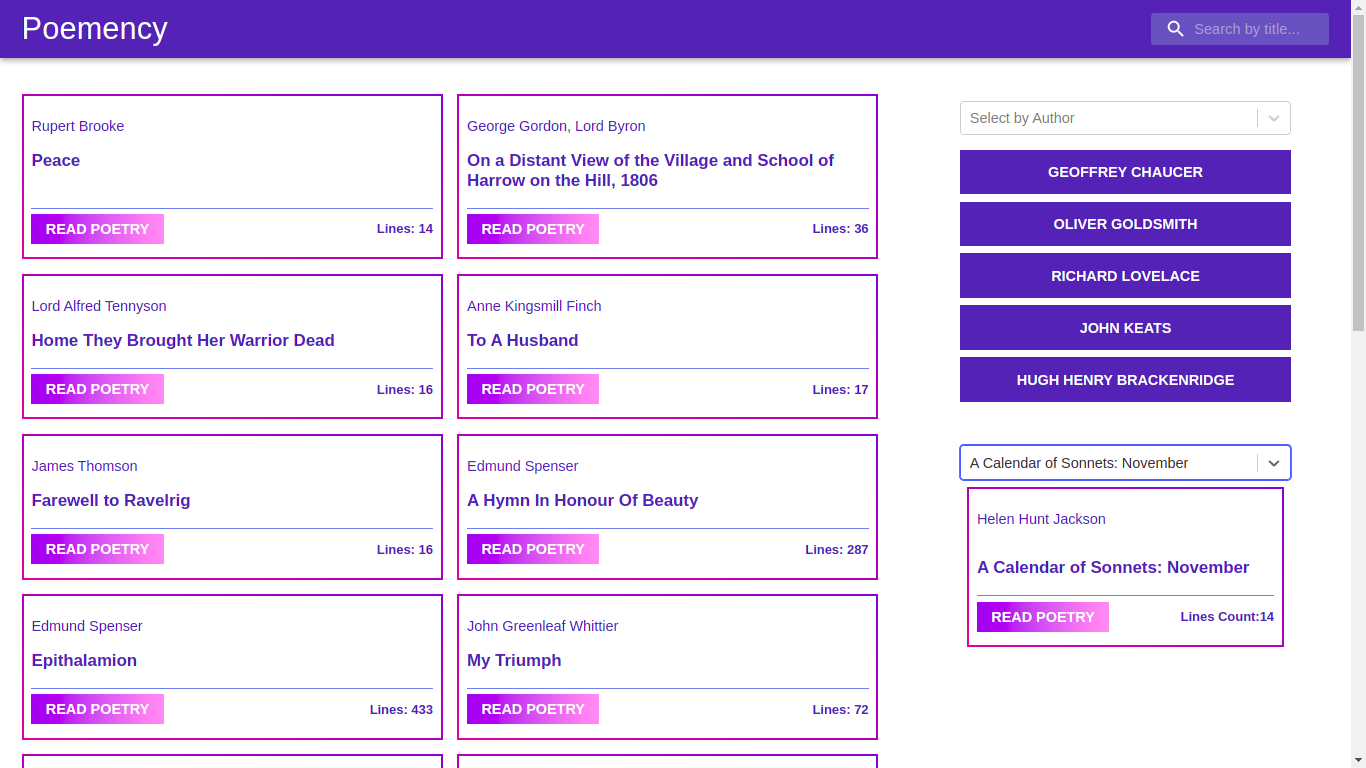 Poemency
Search by title...
Rupert Brooke
Peace
READ POETRY
Lines: 14
George Gordon, Lord Byron
On a Distant View of the Village and School of
Harrow on the Hill, 1806
READ POETRY
Lines: 36
Lord Alfred Tennyson
Home They Brought Her Warrior Dead
READ POETRY
Lines: 16
Anne Kingsmill Finch
To A Husband
READ POETRY
Lines: 17
James Thomson
Farewell to Ravelrig
READ POETRY
Lines: 16
Edmund Spenser
A Hymn In Honour Of Beauty
READ POETRY
Lines: 287
Edmund Spenser
Epithalamion
READ POETRY
Lines: 433
John Greenleaf Whittier
My Triumph
READ POETRY
Lines: 72
Select by Author
GEOFFREY CHAUCER
OLIVER GOLDSMITH
RICHARD LOVELACE
JOHN KEATS
HUGH HENRY BRACKENRIDGE
A Calendar of Sonnets: November
Helen Hunt Jackson
A Calendar of Sonnets: November
READ POETRY
Lines Count:14